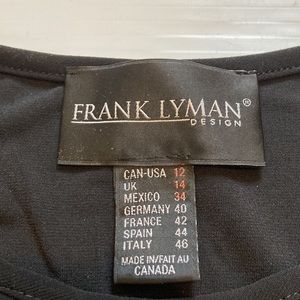 FRANK LYMAN®
DESIGN
CAN-USA 12
UK 14
MEXICO 34
GERMANY 40
FRANCE 42
SPAIN 44
ITALY 46
MADE IN/FAIT AU
CANADA